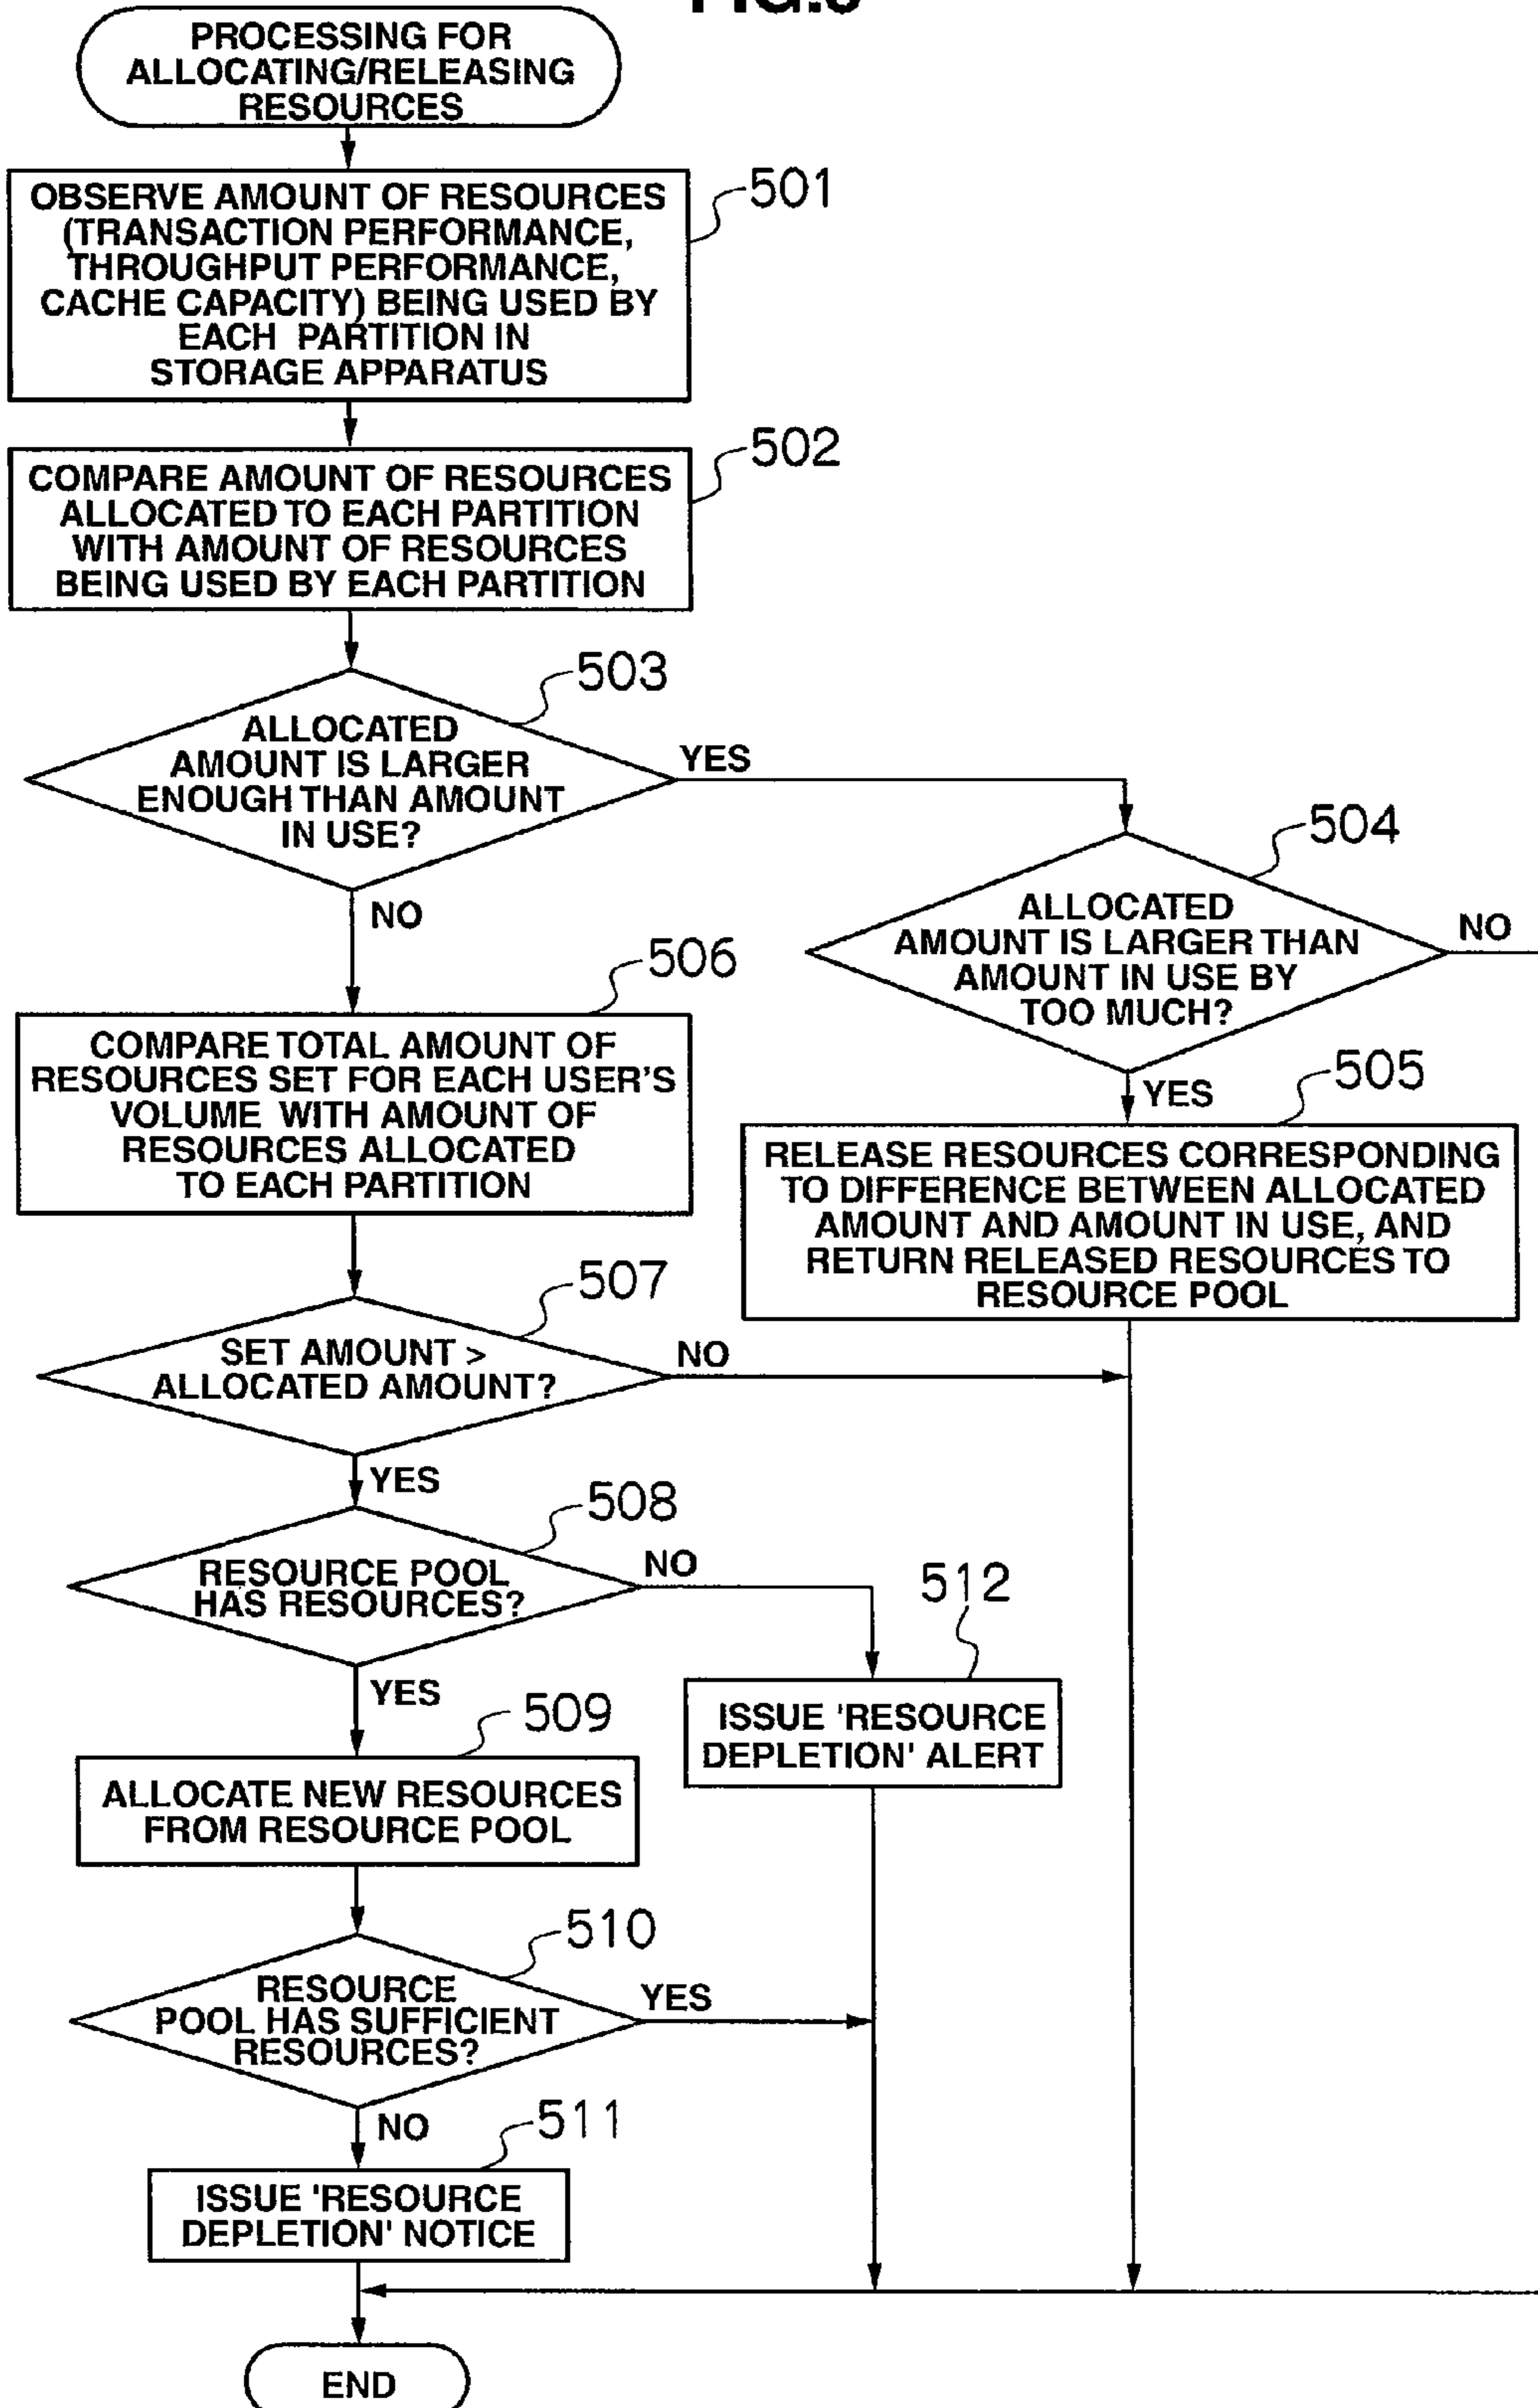 PROCESSING FOR
ALLOCATING/RELEASING
RESOURCES
OBSERVE AMOUNT OF RESOURCES
(TRANSACTION PERFORMANCE,
THROUGHPUT PERFORMANCE,
CACHE CAPACITY) BEING USED BY
EACH PARTITION IN
STORAGE APPARATUS
501
COMPARE AMOUNT OF RESOURCES
ALLOCATED TO EACH PARTITION
WITH AMOUNT OF RESOURCES
BEING USED BY EACH PARTITION
502
503
ALLOCATED
AMOUNT IS LARGER
ENOUGH THAN AMOUNT
IN USE?
YES
NO
504
ALLOCATED
AMOUNT IS LARGER THAN
AMOUNT IN USE BY
TOO MUCH?
NO
YES
505
RELEASE RESOURCES CORRESPONDING
TO DIFFERENCE BETWEEN ALLOCATED
AMOUNT AND AMOUNT IN USE, AND
RETURN RELEASED RESOURCES TO
RESOURCE POOL
506
COMPARE TOTAL AMOUNT OF
RESOURCES SET FOR EACH USER'S
VOLUME WITH AMOUNT OF
RESOURCES ALLOCATED
TO EACH PARTITION
507
SET AMOUNT >
ALLOCATED AMOUNT?
NO
YES
508
RESOURCE POOL
HAS RESOURCES?
NO
YES
512
ISSUE 'RESOURCE
DEPLETION' ALERT
509
ALLOCATE NEW RESOURCES
FROM RESOURCE POOL
510
RESOURCE
POOL HAS SUFFICIENT
RESOURCES?
YES
NO
511
ISSUE 'RESOURCE
DEPLETION' NOTICE
END